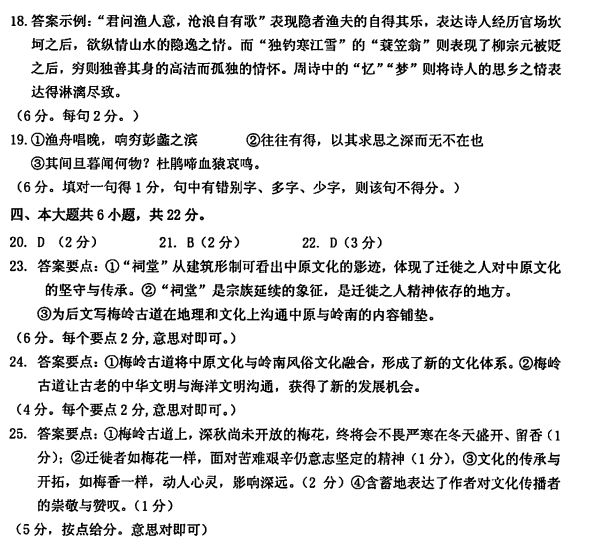 18. 答案示例：“君问渔人意，沧浪自有歌”表现隐者渔夫的自得其乐，表达诗人经历官场坎
坷之后，欲纵情山水的隐逸之情。而“独钓寒江雪”的“蓑笠翁”则表现了柳宗元被贬
之后，穷则独善其身的高洁而孤独的情怀。周诗中的“忆”“梦”则将诗人的思乡之情表
达得淋漓尽致。
（6分。每句2分。）
19. ①渔舟唱晚，响穷彭蠡之滨　　②往往有得，以其求思之深而无不在也
③其间旦暮闻何物？杜鹃啼血猿哀鸣。
（6分。填对一句得1分，句中有错别字、多字、少字，则该句不得分。）
四、本大题共6小题，共22分。
20. D（2分）　　21. B（2分）　　22. D（3分）
23. 答案要点：①“祠堂”从建筑形制可看出中原文化的影迹，体现了迁徙之人对中原文化
的坚守与传承。②“祠堂”是宗族延续的象征，是迁徙之人精神依存的地方。
③为后文写梅岭古道在地理和文化上沟通中原与岭南的内容铺垫。
（6分。每个要点2分，意思对即可。）
24. 答案要点：①梅岭古道将中原文化与岭南风俗文化融合，形成了新的文化体系。②梅岭
古道让古老的中华文明与海洋文明沟通，获得了新的发展机会。
（4分。每个要点2分，意思对即可。）
25. 答案要点：①梅岭古道上，深秋尚未开放的梅花，终将会不畏严寒在冬天盛开、留香（1
分）；②迁徙者如梅花一样，面对苦难艰辛仍意志坚定的精神（1分），③文化的传承与
开拓，如梅香一样，动人心灵，影响深远。（2分）④含蓄地表达了作者对文化传播者
的崇敬与赞叹。（1分）
（5分，按点给分。意思对即可）